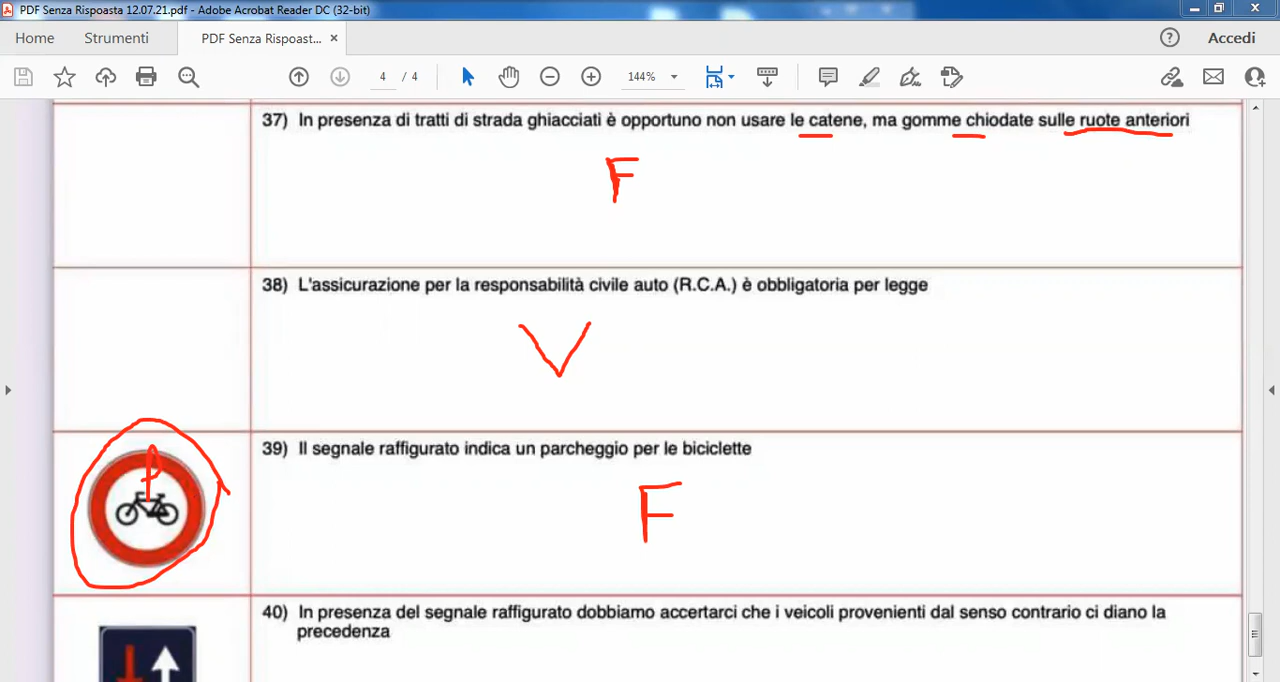 PDF Senza Rispoasta 12.07.21.pdf - Adobe Acrobat Reader DC (32-bit)
Home Strumenti PDF Senza Rispoast... × Accedi
4 / 4 144%
37) In presenza di tratti di strada ghiacciati è opportuno non usare le catene, ma gomme chiodate sulle ruote anteriori
F
38) L'assicurazione per la responsabilità civile auto (R.C.A.) è obbligatoria per legge
V
39) Il segnale raffigurato indica un parcheggio per le biciclette
P
F
40) In presenza del segnale raffigurato dobbiamo accertarci che i veicoli provenienti dal senso contrario ci diano la
precedenza